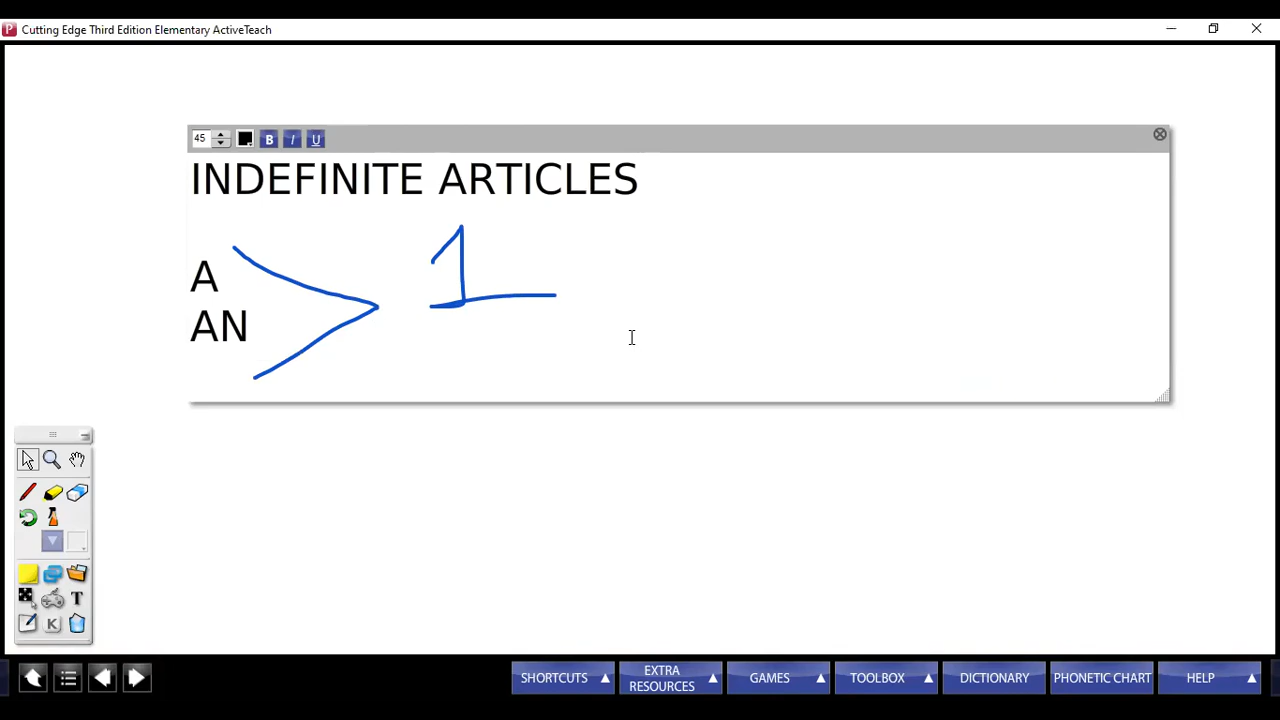 Cutting Edge Third Edition Elementary ActiveTeach
45 B I U
INDEFINITE ARTICLES
1
A
AN
T
K
SHORTCUTS
EXTRA
RESOURCES
GAMES
TOOLBOX
DICTIONARY
PHONETIC CHART
HELP